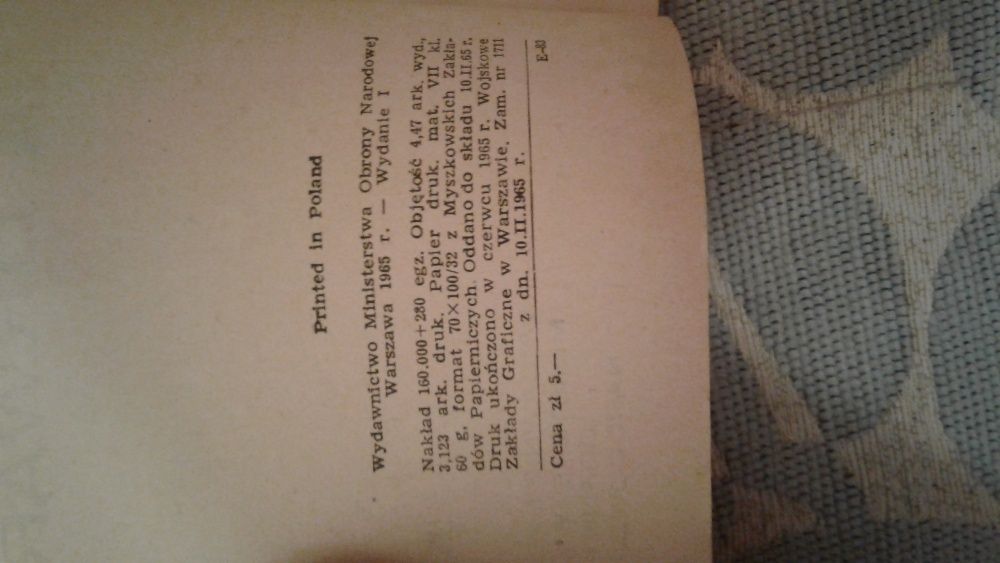 Printed in Poland
Wydawnictwo Ministerstwa Obrony Narodowej
Warszawa 1965 r. — Wydanie I
Nakład 160.000+280 egz. Objętość 4,47 ark. wyd.,
3,123 ark. druk. Papier druk. mat. VII kl.
60 g, format 70×100/32 z Myszkowskich Zakła-
dów Papierniczych. Oddano do składu 10.II.65 r.
Druk ukończono w czerwcu 1965 r. Wojskowe
Zakłady Graficzne w Warszawie. Zam. nr 1711
z dn. 10.II.1965 r.
E-80
Cena zł 5.—